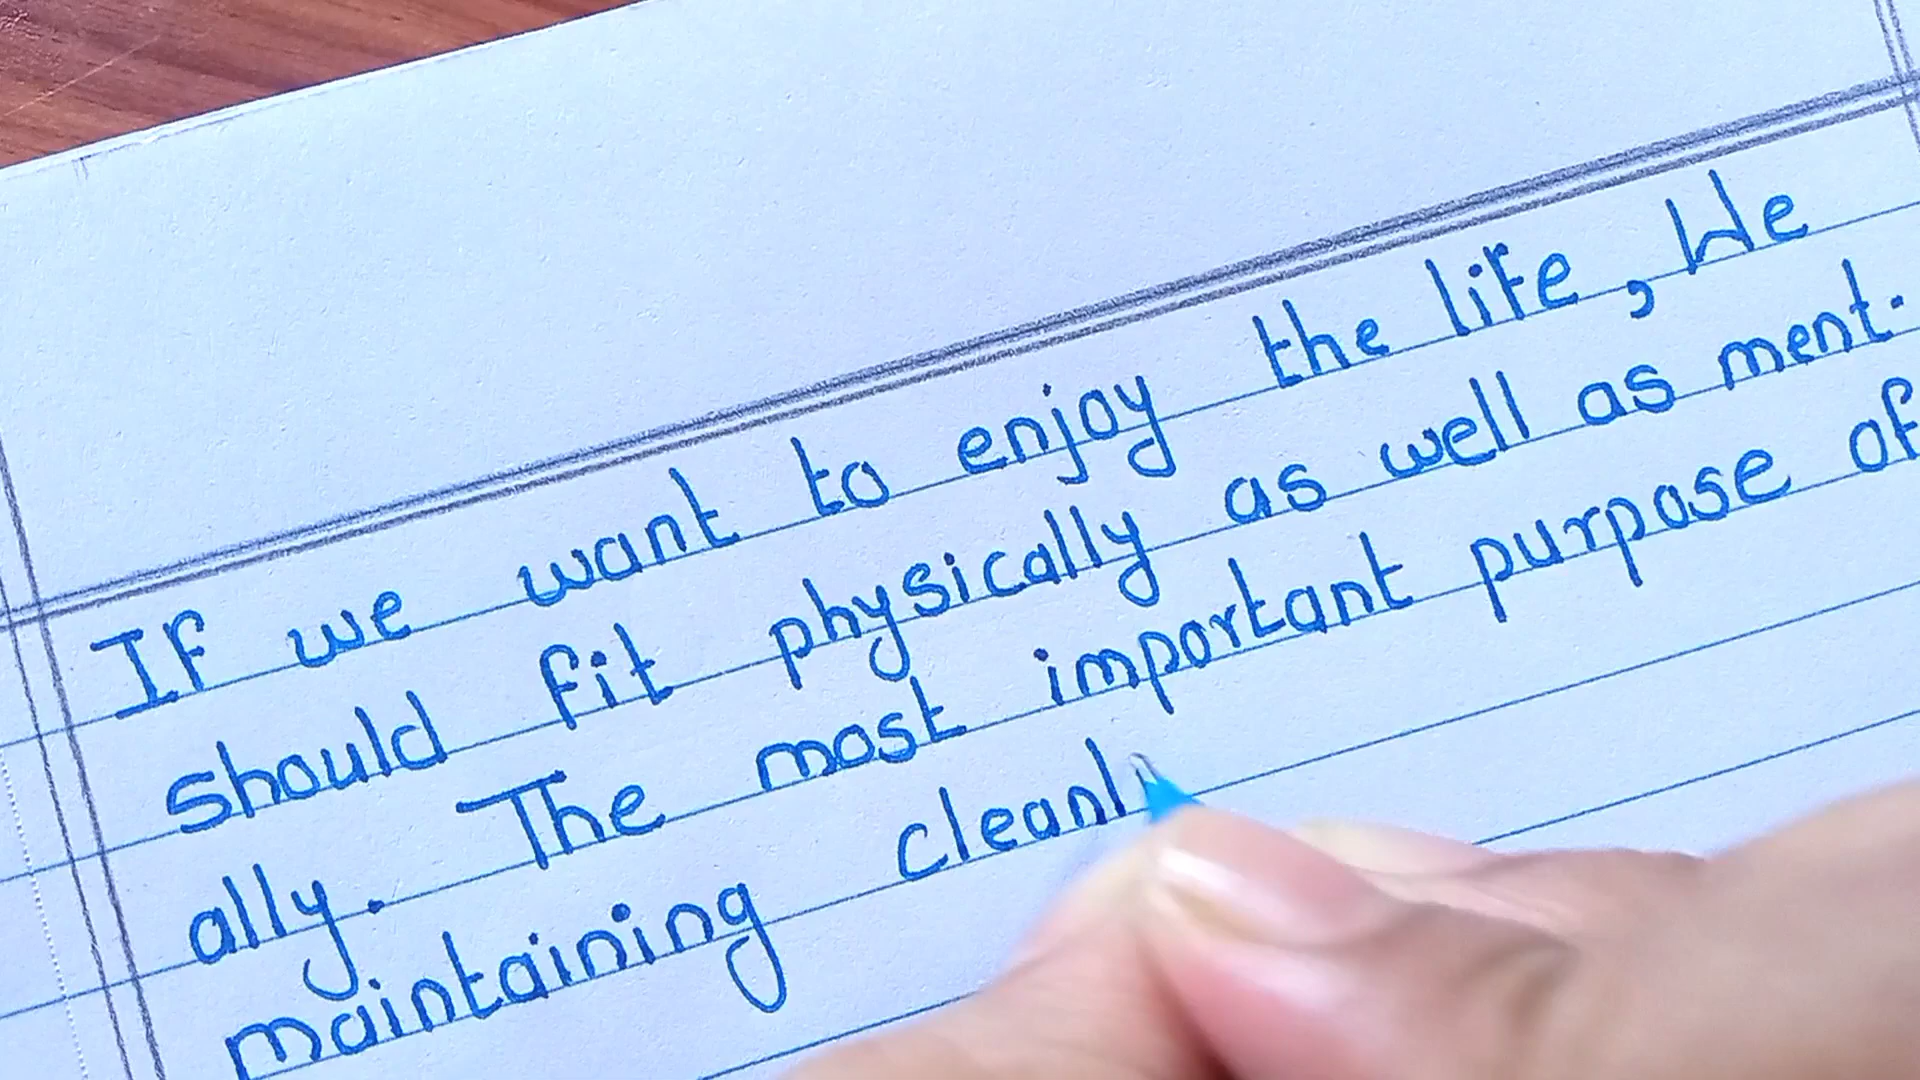 If we want to enjoy the life, We
should fit physically as well as ment.
ally. The most important purpose of
maintaining cleanl